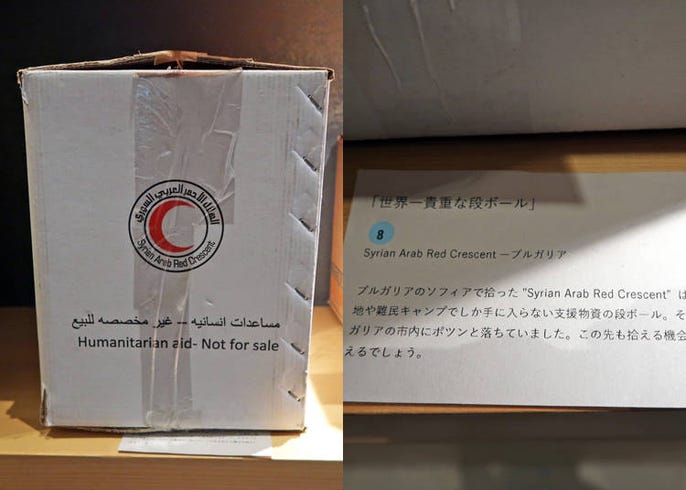 الهلال الأحمر العربي السوري
Syrian Arab Red Crescent
مساعدات انسانيه -- غير مخصصه للبيع
Humanitarian aid- Not for sale
「世界一貴重な段ボール」
8
Syrian Arab Red Crescent ーブルガリア
ブルガリアのソフィアで拾った "Syrian Arab Red Crescent" は
地や難民キャンプでしか手に入らない支援物資の段ボール。そ
ガリアの市内にポツンと落ちていました。この先も拾える機会
えるでしょう。